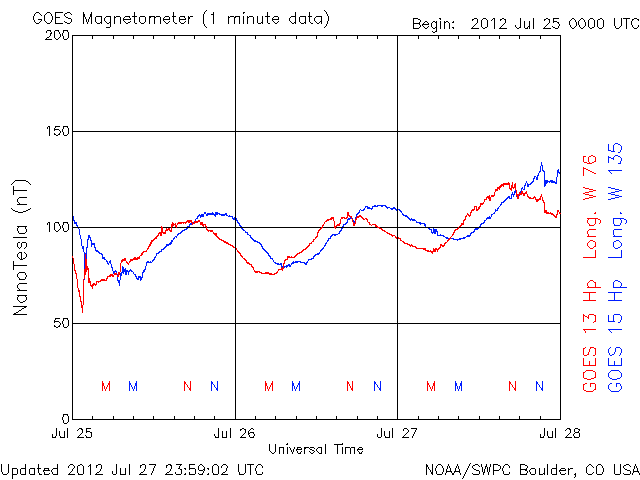 GOES Magnetometer (1 minute data)
Begin: 2012 Jul 25 0000 UTC
200
150
100
50
0
NanoTesla (nT)
M M N N M M N N M M N N
Jul 25 Jul 26 Jul 27 Jul 28
Universal Time
GOES 13 Hp Long. W 76
GOES 15 Hp Long. W 135
Updated 2012 Jul 27 23:59:02 UTC
NOAA/SWPC Boulder, CO USA